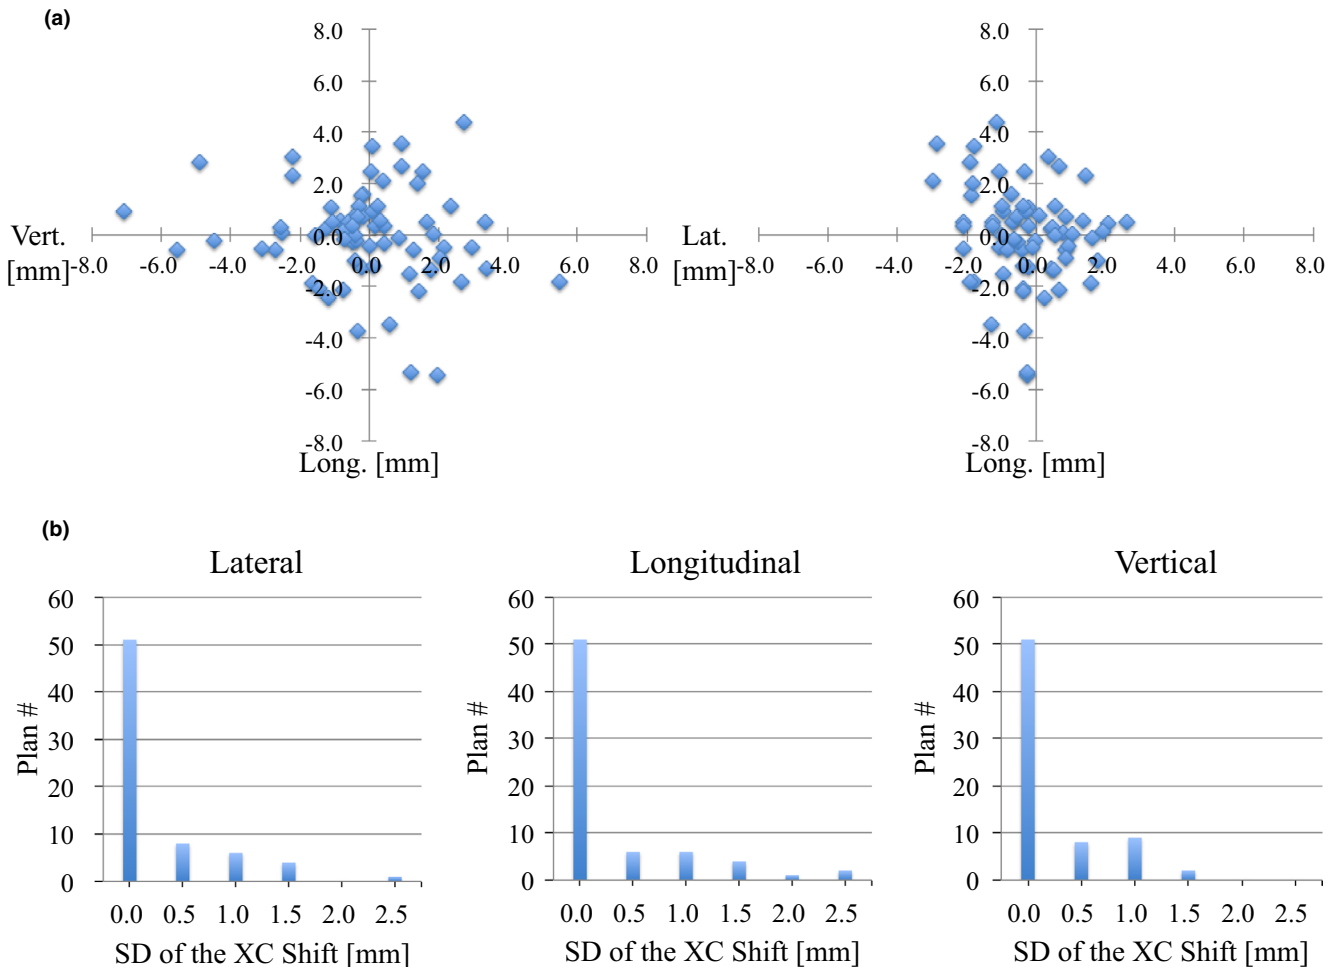 (a)
8.0 8.0
6.0 6.0
4.0 4.0
2.0 2.0
Vert. 0.0 Lat. 0.0
[mm] -8.0 -6.0 -4.0 -2.0 0.0 2.0 4.0 6.0 8.0 [mm] -8.0 -6.0 -4.0 -2.0 0.0 2.0 4.0 6.0 8.0
-2.0 -2.0
-4.0 -4.0
-6.0 -6.0
-8.0 -8.0
Long. [mm] Long. [mm]
(b)
Lateral Longitudinal Vertical
60 60 60
50 50 50
40 40 40
30 30 30
20 20 20
10 10 10
0 0 0
Plan # Plan # Plan #
0.0 0.5 1.0 1.5 2.0 2.5 0.0 0.5 1.0 1.5 2.0 2.5 0.0 0.5 1.0 1.5 2.0 2.5
SD of the XC Shift [mm] SD of the XC Shift [mm] SD of the XC Shift [mm]